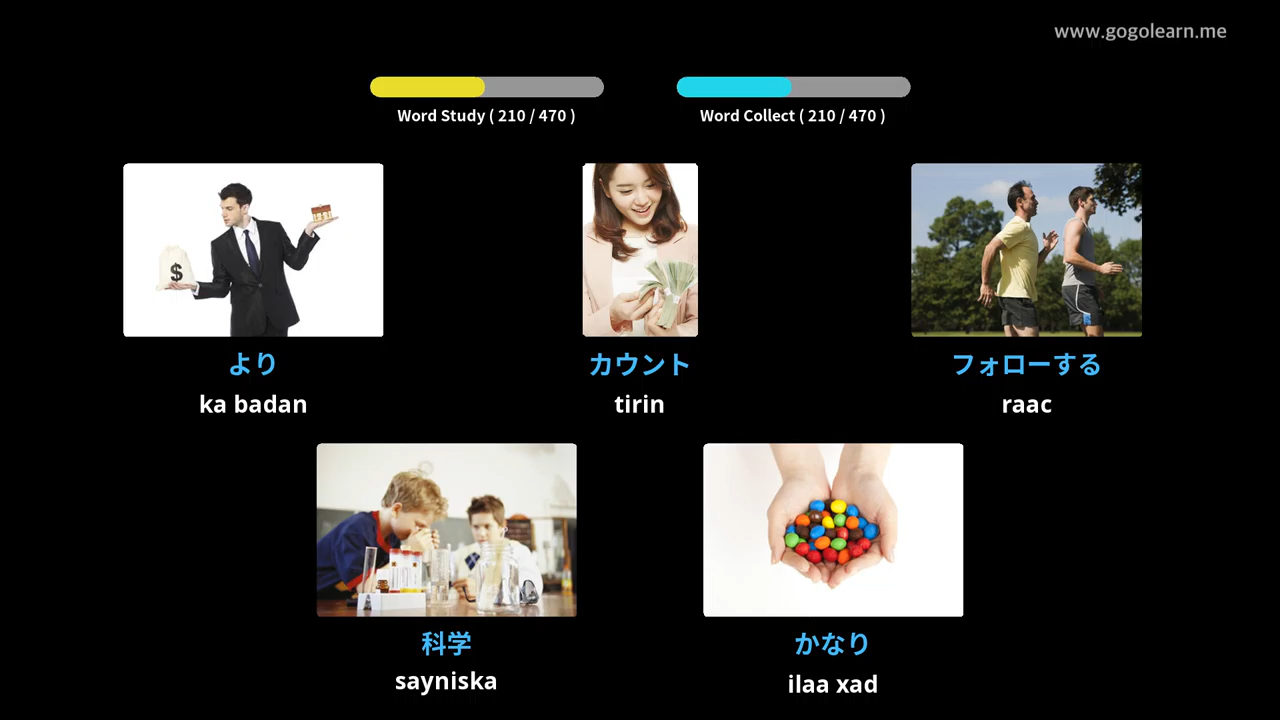 www.gogolearn.me
Word Study ( 210 / 470 )
Word Collect ( 210 / 470 )
$
より
ka badan
カウント
tirin
フォローする
raac
科学
sayniska
かなり
ilaa xad